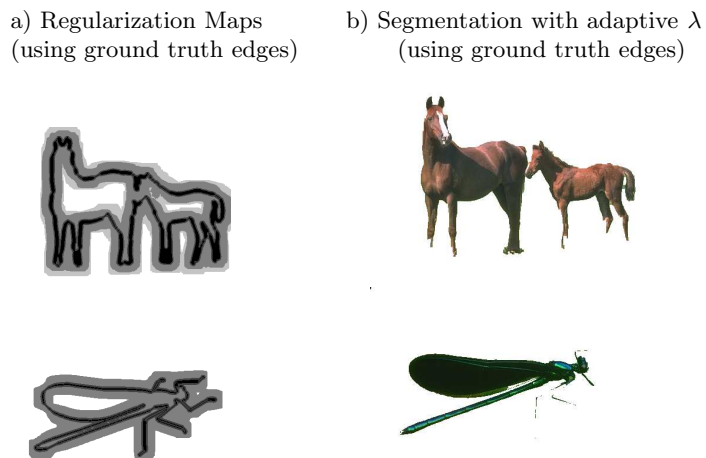 a) Regularization Maps
(using ground truth edges)
b) Segmentation with adaptive λ
(using ground truth edges)